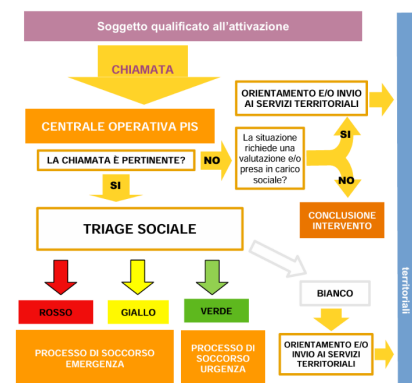 Soggetto qualificato all'attivazione
CHIAMATA
ORIENTAMENTO E/O INVIO
AI SERVIZI TERRITORIALI
CENTRALE OPERATIVA PIS
La situazione
richiede una
valutazione e/o
presa in carico
sociale?
SI
LA CHIAMATA È PERTINENTE?
NO
NO
SI
CONCLUSIONE
INTERVENTO
TRIAGE SOCIALE
territoriali
BIANCO
ROSSO
GIALLO
VERDE
ORIENTAMENTO E/O
INVIO AI SERVIZI
TERRITORIALI
PROCESSO DI SOCCORSO
EMERGENZA
PROCESSO DI
SOCCORSO
URGENZA